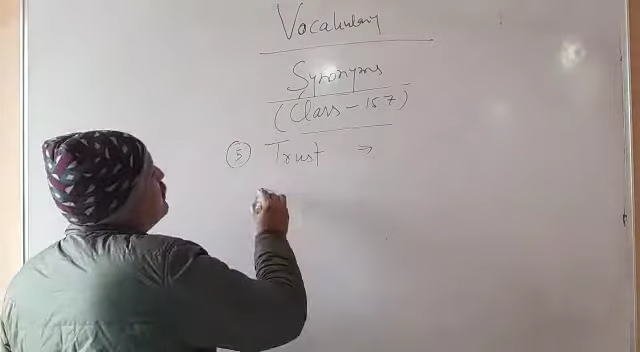 Vocabulary
Synonyms
(Class - 157)
(5) Trust →